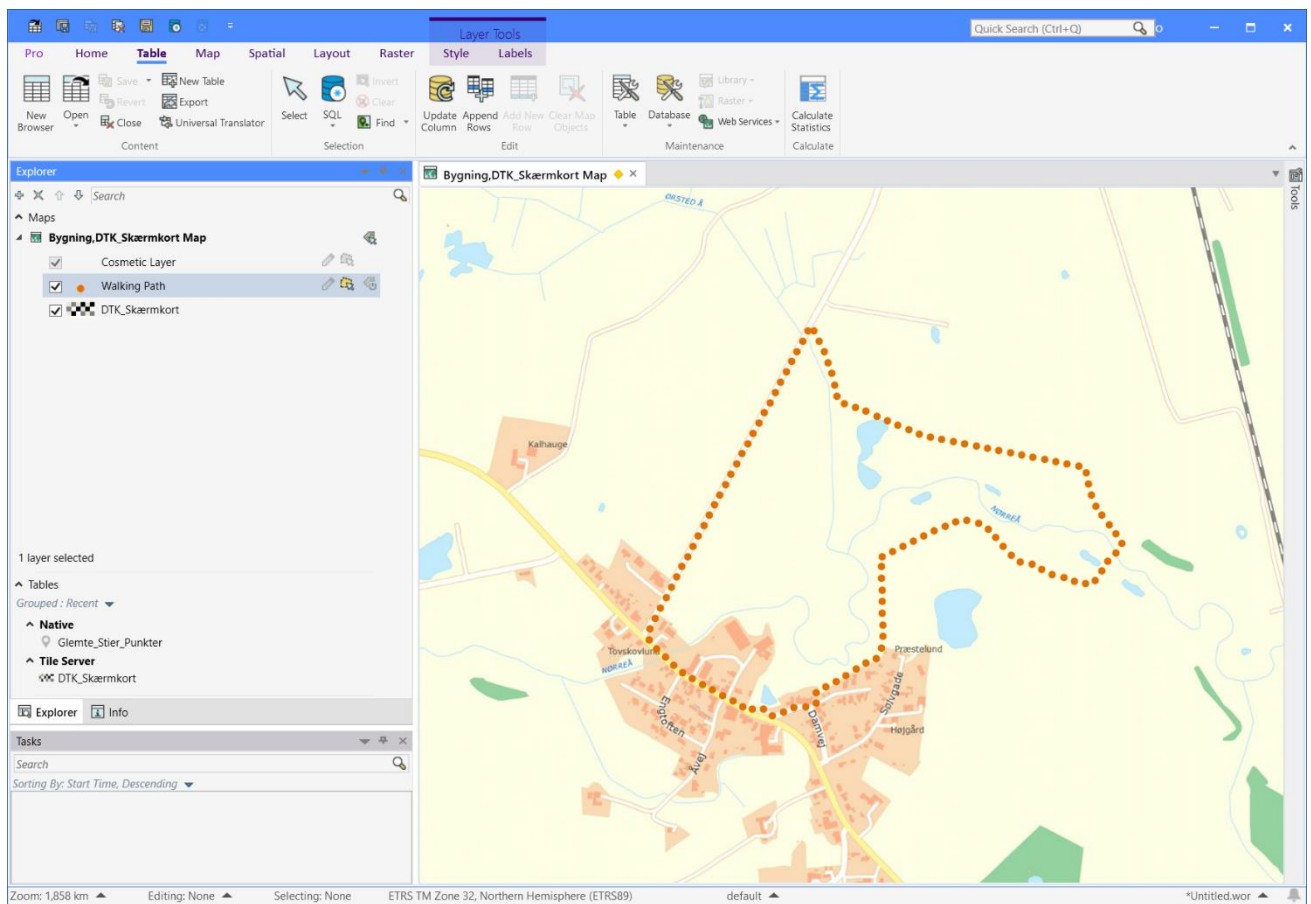 Layer Tools
Quick Search (Ctrl+Q)
Pro Home Table Map Spatial Layout Raster Style Labels
New Browser
Open
Save
Revert
Close
New Table
Export
Universal Translator
Content
Select
SQL
Invert
Clear
Find
Selection
Update Column
Append Rows
Add New Row
Clear Map Objects
Edit
Table
Database
Library
Raster
Web Services
Maintenance
Calculate Statistics
Calculate
Explorer
Search
Maps
Bygning,DTK_Skærmkort Map
Cosmetic Layer
Walking Path
DTK_Skærmkort
1 layer selected
Tables
Grouped : Recent
Native
Glemte_Stier_Punkter
Tile Server
DTK_Skærmkort
Explorer Info
Tasks
Search
Sorting By: Start Time, Descending
Bygning,DTK_Skærmkort Map
Tools
ØRSTED Å
Kalhauge
NØRREÅ
Tovskovlund
NØRREÅ
Præstelund
Engtoften
Sølvgade
Damvej
Højgård
Åvej
Zoom: 1,858 km Editing: None Selecting: None ETRS TM Zone 32, Northern Hemisphere (ETRS89) default *Untitled.wor